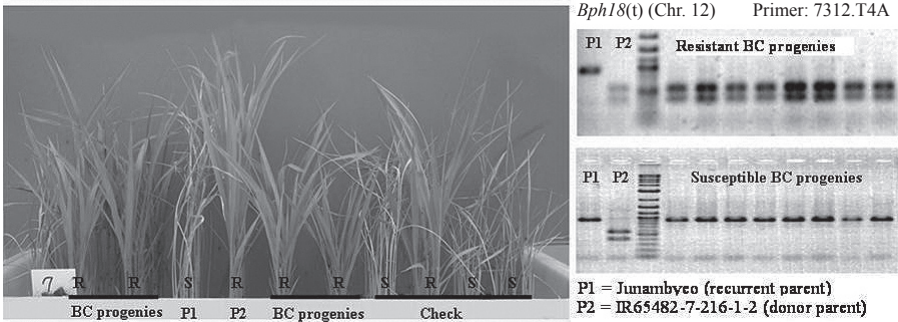 Bph18(t) (Chr. 12) Primer: 7312.T4A
P1 P2 Resistant BC progenies
P1 P2 Susceptible BC progenies
7 R R S R R R S R S S
BC progenies P1 P2 BC progenies Check
P1 = Junambyeo (recurrent parent)
P2 = IR65482-7-216-1-2 (donor parent)